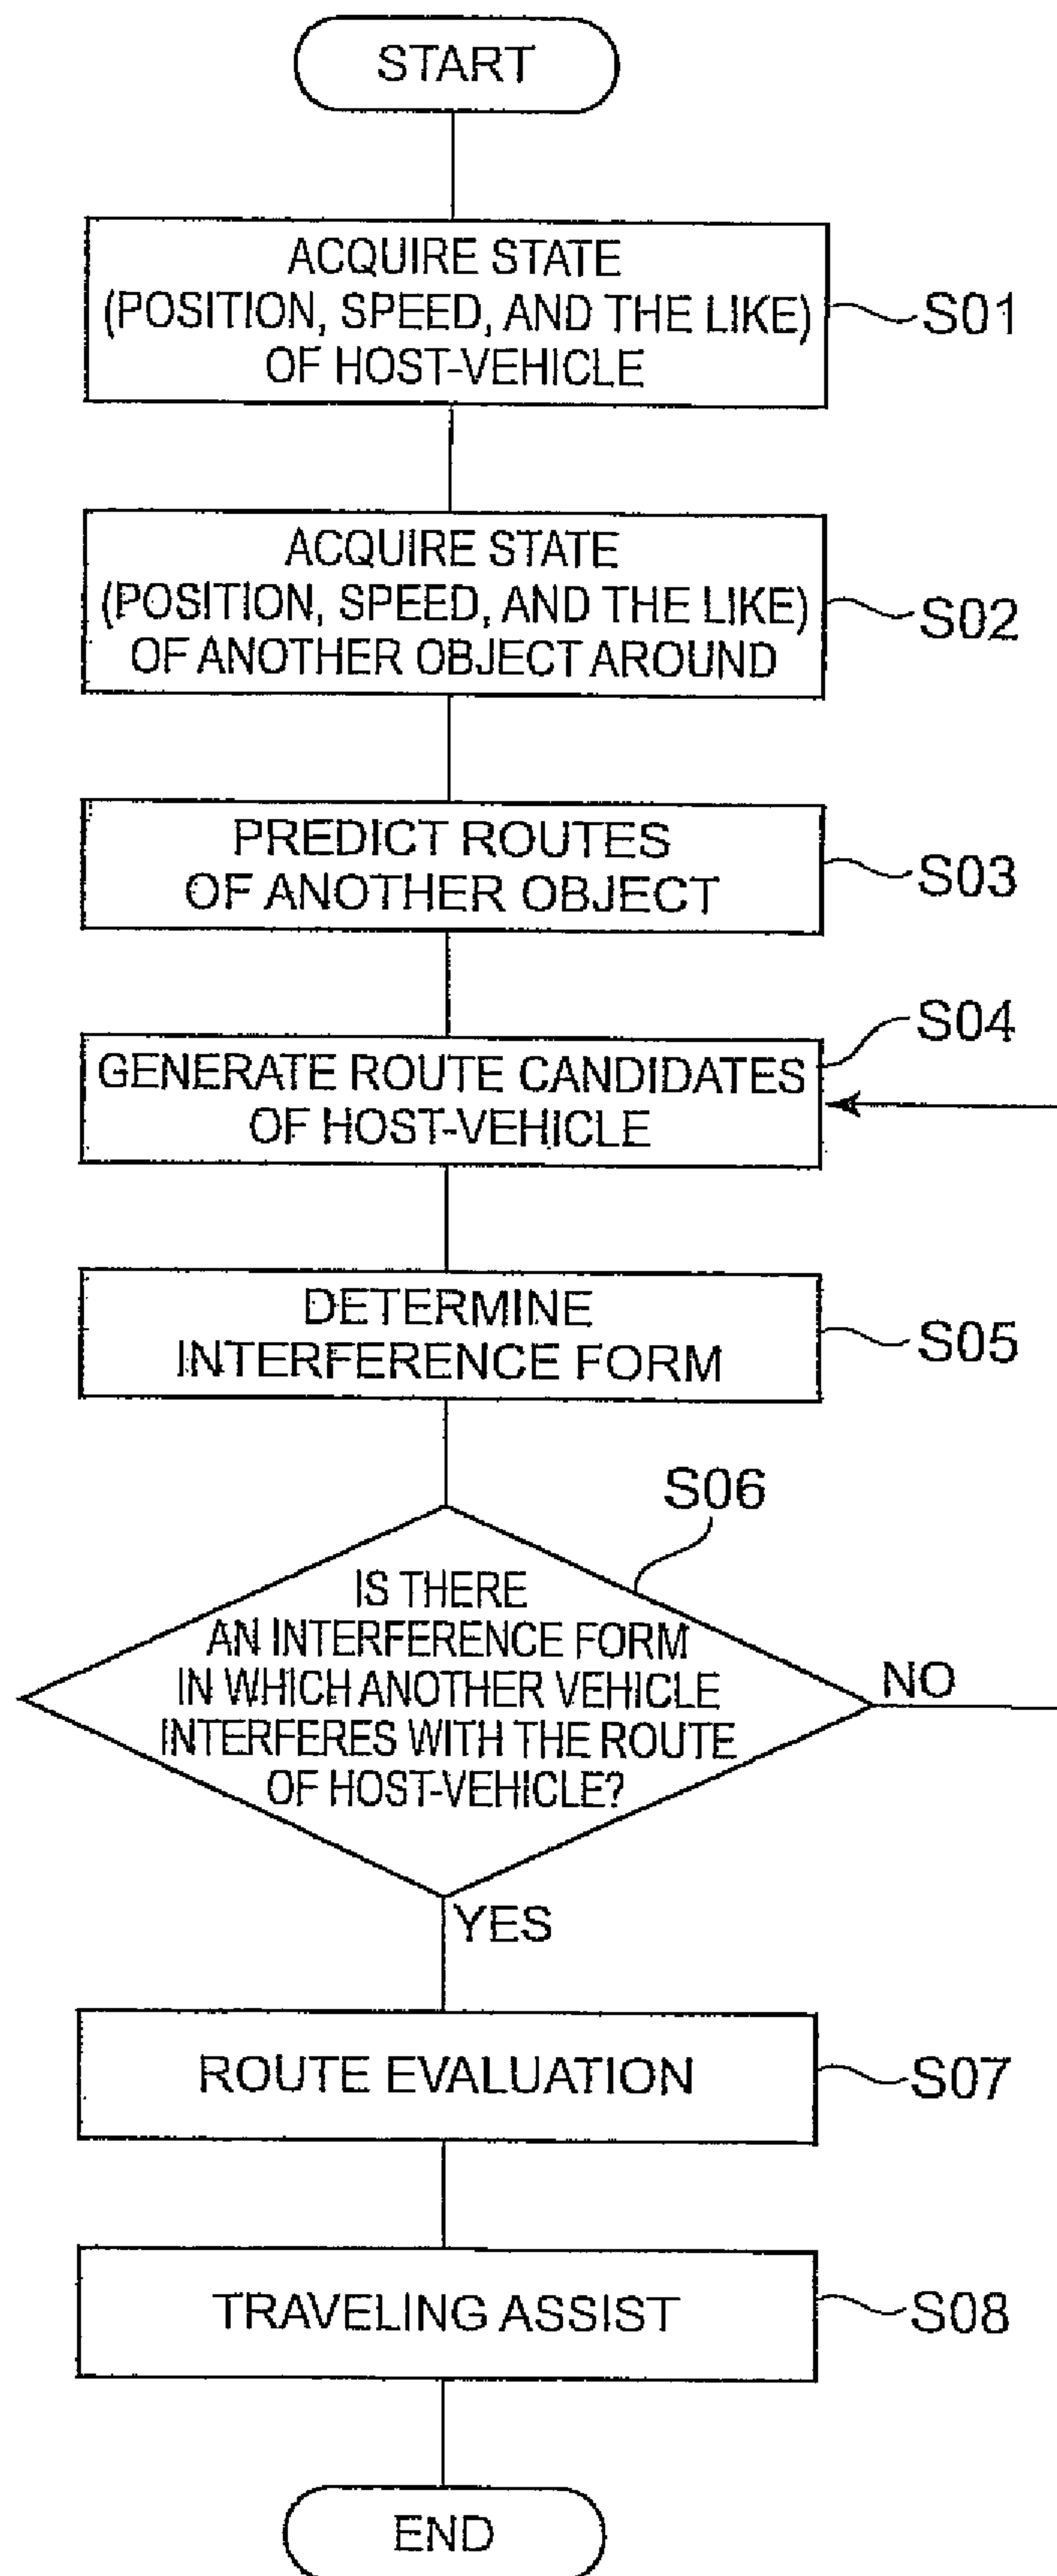 START
ACQUIRE STATE
(POSITION, SPEED, AND THE LIKE)
OF HOST-VEHICLE
S01
ACQUIRE STATE
(POSITION, SPEED, AND THE LIKE)
OF ANOTHER OBJECT AROUND
S02
PREDICT ROUTES
OF ANOTHER OBJECT
S03
S04
GENERATE ROUTE CANDIDATES
OF HOST-VEHICLE
DETERMINE
INTERFERENCE FORM
S05
S06
IS THERE
AN INTERFERENCE FORM
IN WHICH ANOTHER VEHICLE
INTERFERES WITH THE ROUTE
OF HOST-VEHICLE?
NO
YES
ROUTE EVALUATION
S07
TRAVELING ASSIST
S08
END